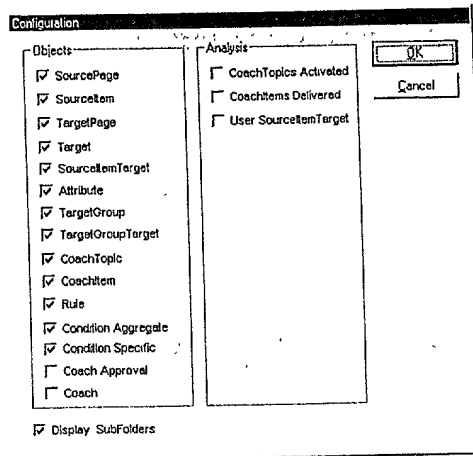 Configuration
Objects
SourcePage
SourceItem
TargetPage
Target
SourceItemTarget
Attribute
TargetGroup
TargetGroupTarget
CoachTopic
CoachItem
Rule
Condition Aggregate
Condition Specific
Coach Approval
Coach
Display SubFolders
Analysis
CoachTopics Activated
CoachItems Delivered
User SourceItemTarget
OK
Cancel